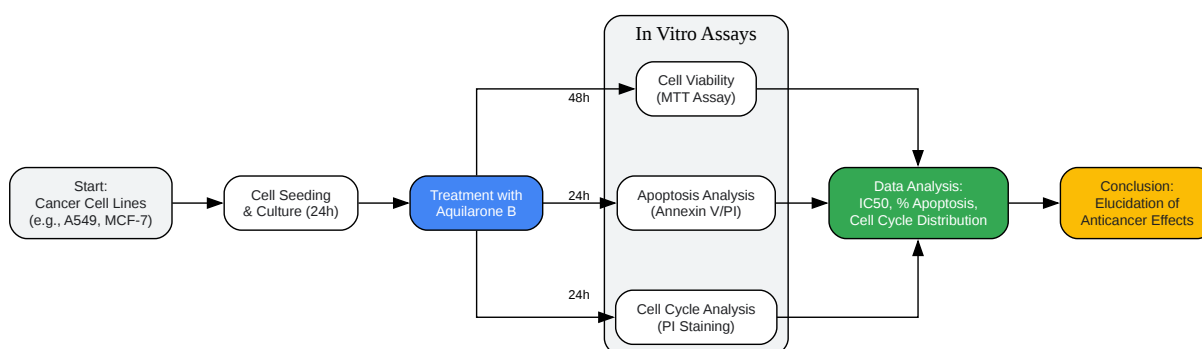 In Vitro Assays
Cell Viability
(MTT Assay)
48h
Start:
Cancer Cell Lines
(e.g., A549, MCF-7)
Cell Seeding
& Culture (24h)
Treatment with
Aquilarone B
24h
Apoptosis Analysis
(Annexin V/PI)
Data Analysis:
IC50, % Apoptosis,
Cell Cycle Distribution
Conclusion:
Elucidation of
Anticancer Effects
24h
Cell Cycle Analysis
(PI Staining)